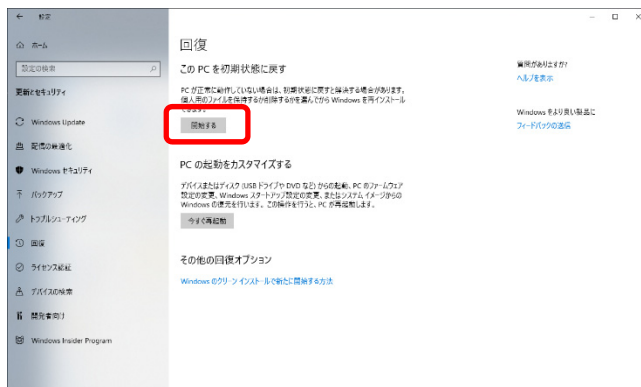 ← 設定
ホーム
設定の検索
更新とセキュリティ
Windows Update
配信の最適化
Windows セキュリティ
バックアップ
トラブルシューティング
回復
ライセンス認証
デバイスの検索
開発者向け
Windows Insider Program
回復
この PC を初期状態に戻す
PC が正常に動作していない場合は、初期状態に戻すと解決する場合があります。
個人用のファイルを保持するか削除するかを選んでから Windows を再インストール
できます。
開始する
PC の起動をカスタマイズする
デバイスまたはディスク (USB ドライブや DVD など) からの起動、PC のファームウェア
設定の変更、Windows スタートアップ設定の変更、またはシステム イメージからの
Windows の復元を行います。この操作を行うと、PC が再起動します。
今すぐ再起動
その他の回復オプション
Windows のクリーン インストールで新たに開始する方法
質問がありますか?
ヘルプを表示
Windows をより良い製品に
フィードバックの送信